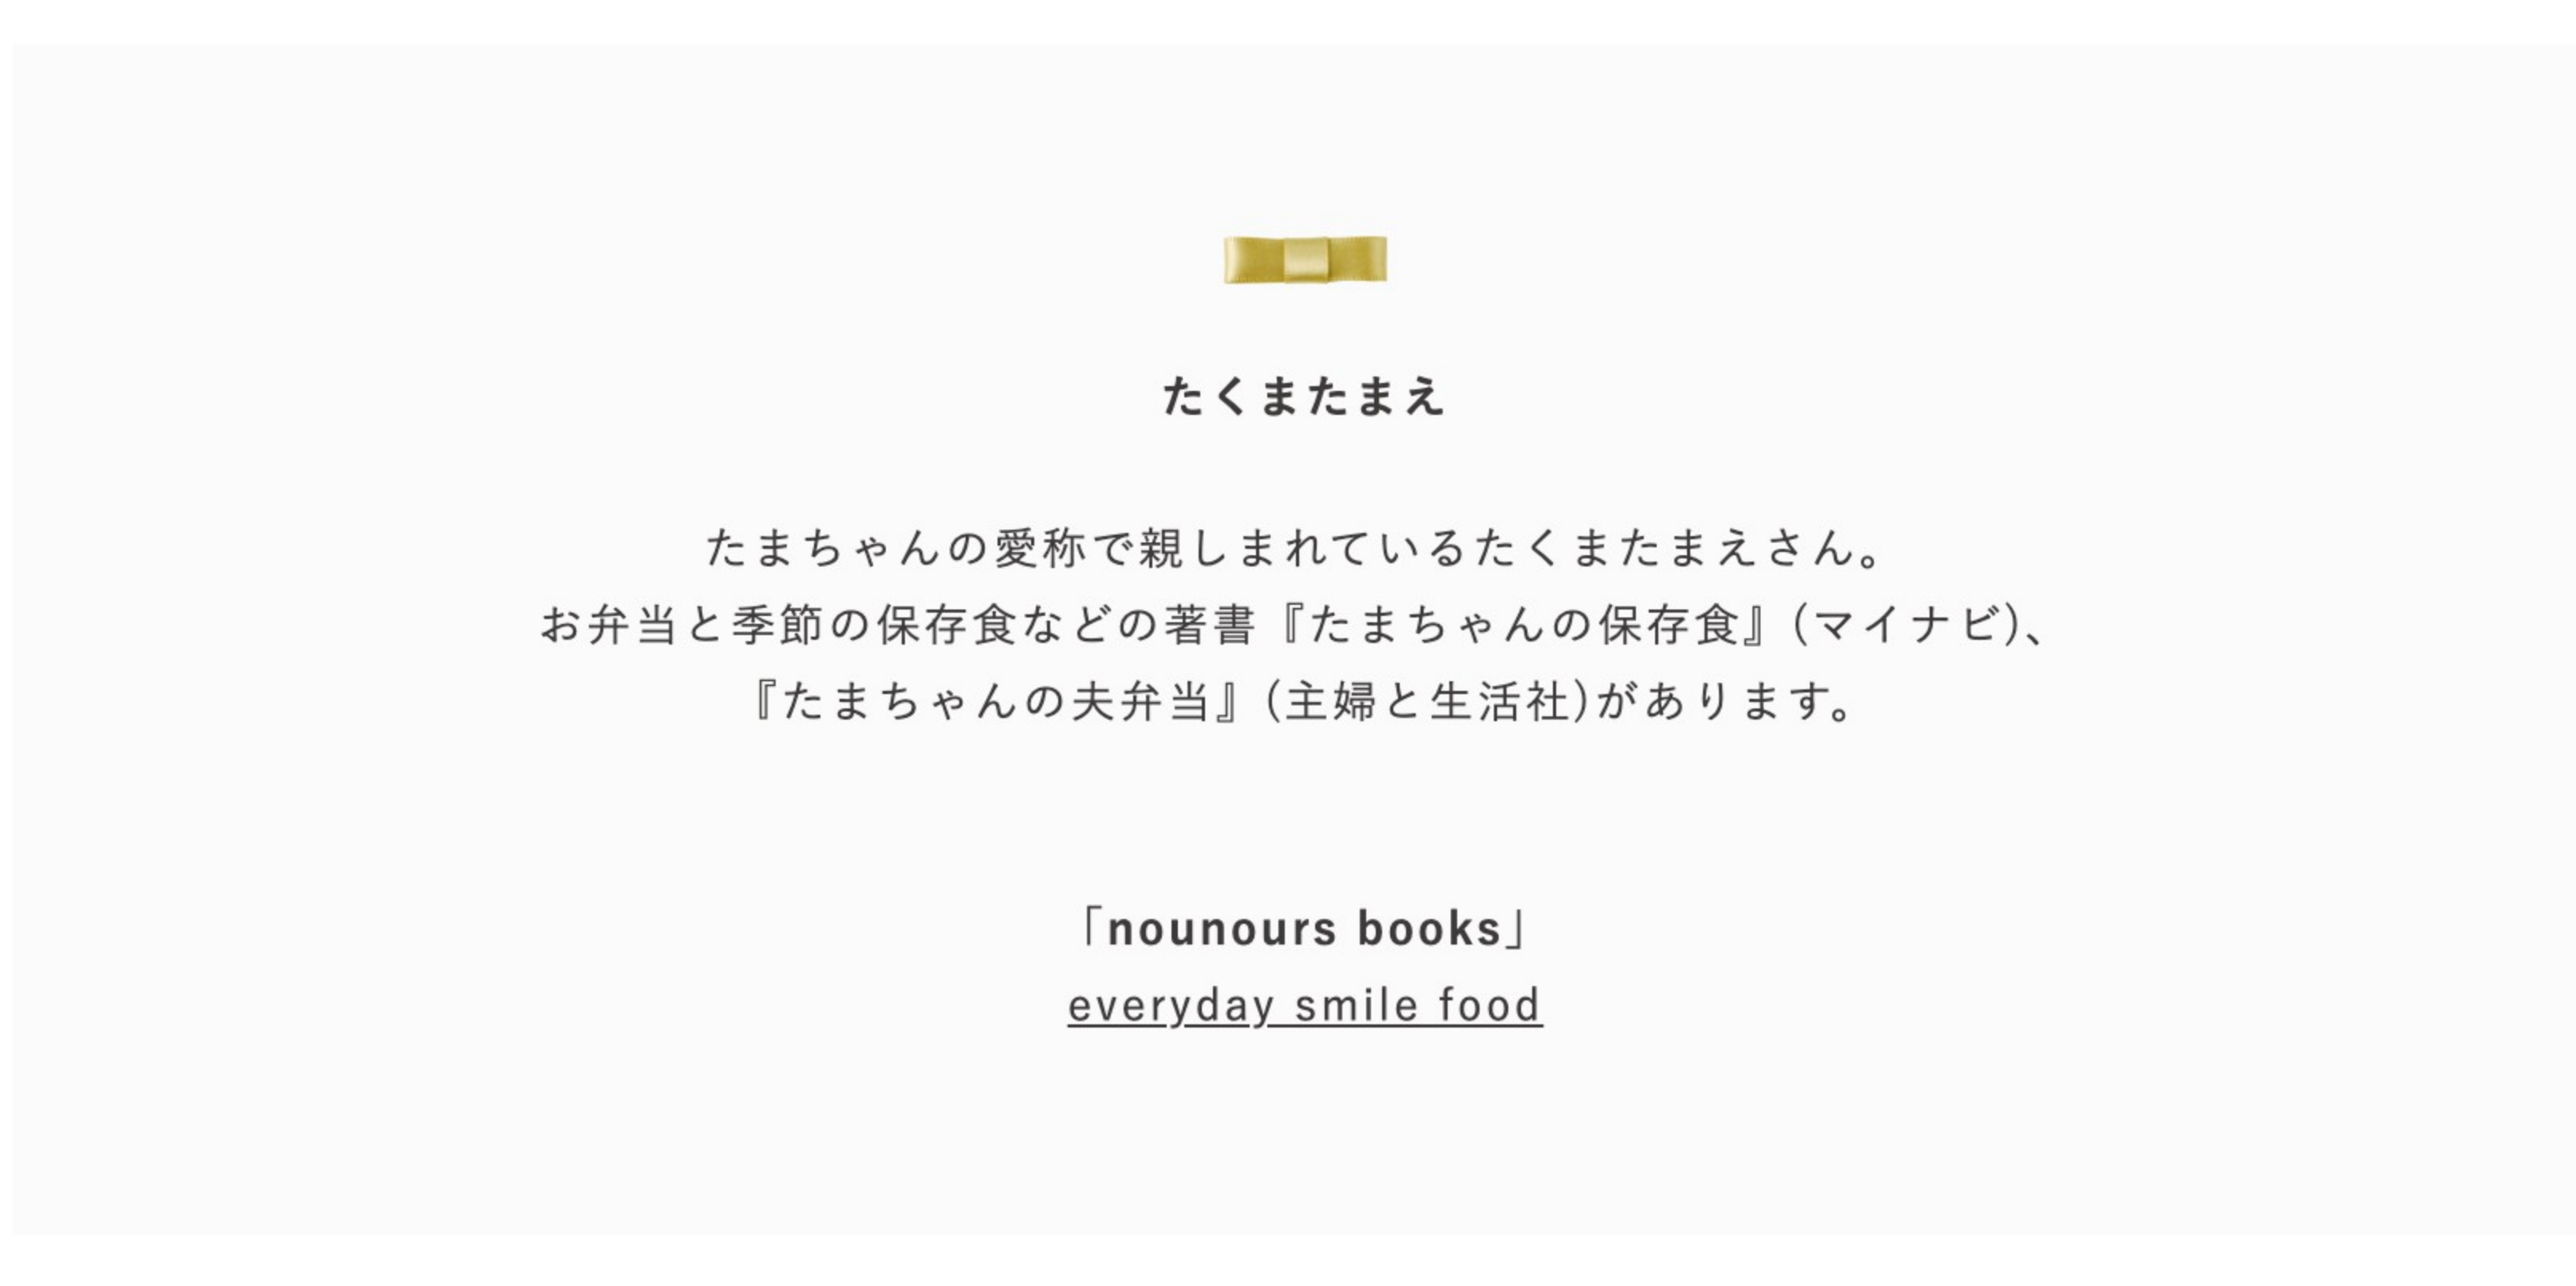 たくまたまえ
たまちゃんの愛称で親しまれているたくまたまえさん。
お弁当と季節の保存食などの著書『たまちゃんの保存食』(マイナビ)、
『たまちゃんの夫弁当』(主婦と生活社)があります。
「nounours books」
everyday smile food